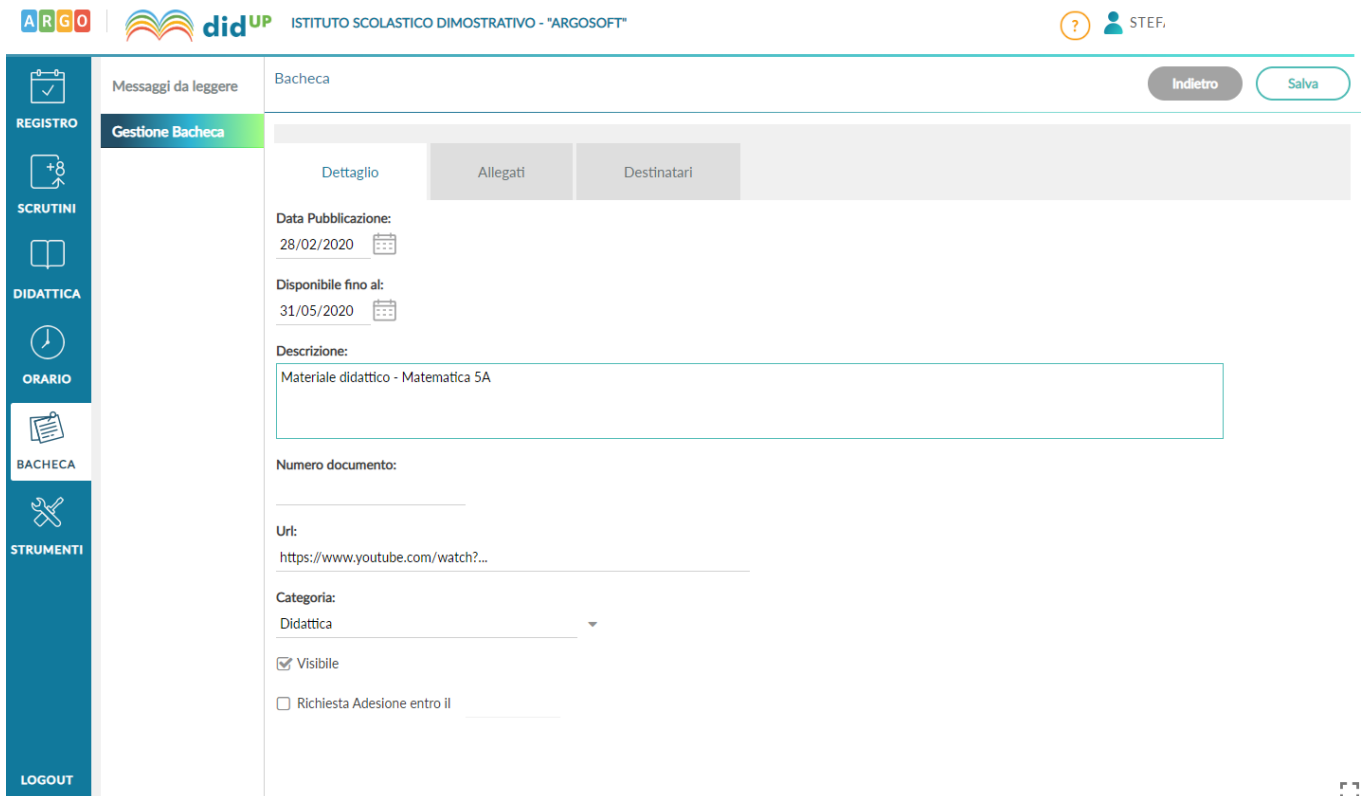 ARGO
didUP
ISTITUTO SCOLASTICO DIMOSTRATIVO - "ARGOSOFT"
?
REGISTRO
+8
SCRUTINI
DIDATTICA
ORARIO
BACHECA
STRUMENTI
LOGOUT
Messaggi da leggere
Gestione Bacheca
Bacheca
Indietro
Salva
Dettaglio
Allegati
Destinatari
Data Pubblicazione:
28/02/2020
Disponibile fino al:
31/05/2020
Descrizione:
Materiale didattico - Matematica 5A
Numero documento:
Url:
https://www.youtube.com/watch?...
Categoria:
Didattica
Visibile
Richiesta Adesione entro il